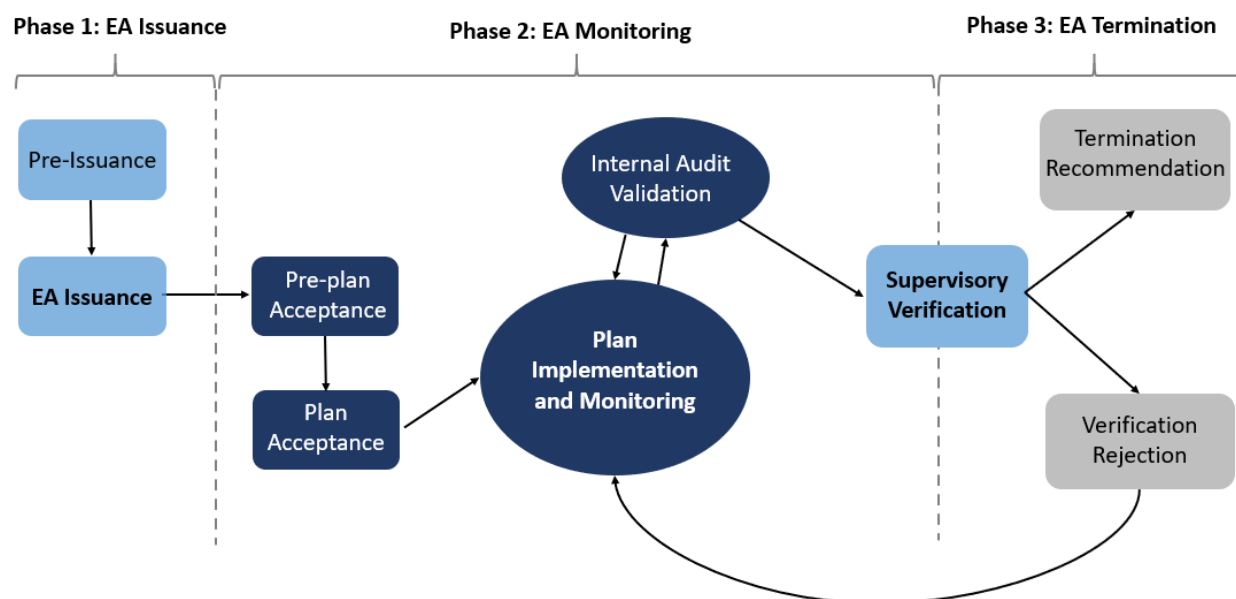 Phase 1: EA Issuance
Phase 2: EA Monitoring
Phase 3: EA Termination
Pre-Issuance
EA Issuance
Pre-plan
Acceptance
Plan
Acceptance
Internal Audit
Validation
Plan
Implementation
and Monitoring
Supervisory
Verification
Termination
Recommendation
Verification
Rejection